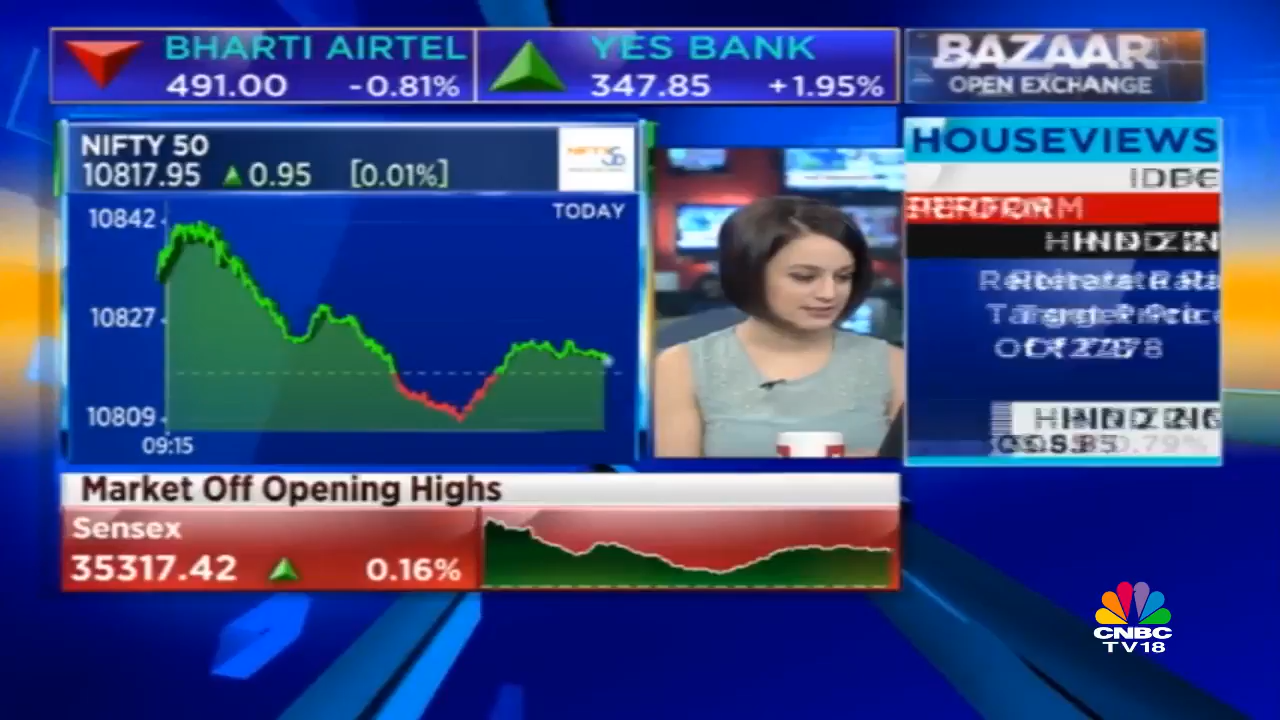 BHARTI AIRTEL
491.00 -0.81%
YES BANK
347.85 +1.95%
BAZAAR
OPEN EXCHANGE
NIFTY 50
10817.95 0.95 [0.01%]
TODAY
10842
10827
10809
09:15
HOUSEVIEWS
Market Off Opening Highs
Sensex
35317.42 0.16%
CNBC
TV18